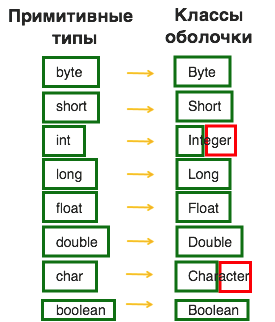 Примитивные типы
Классы оболочки
byte Byte
short Short
int Integer
long Long
float Float
double Double
char Character
boolean Boolean